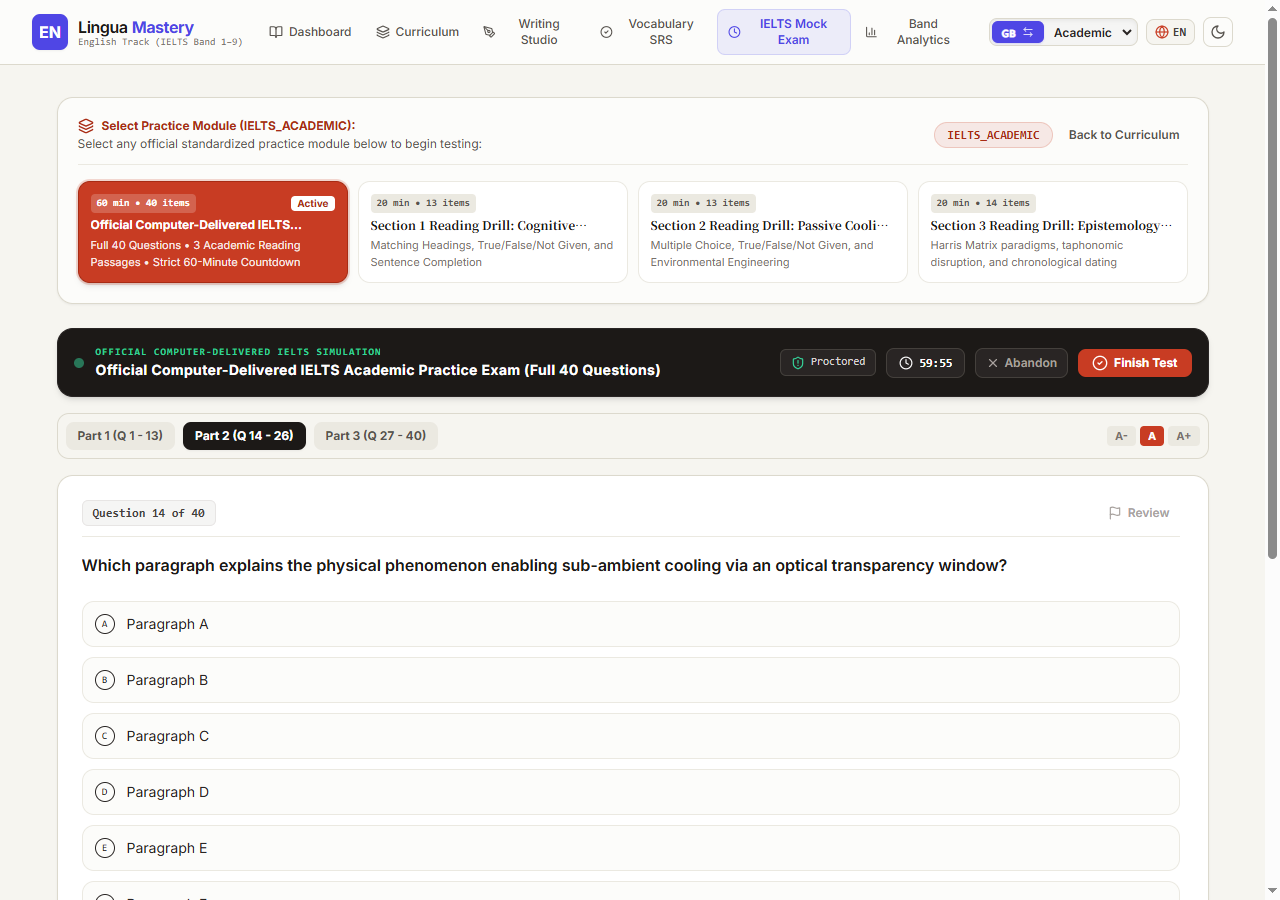 EN
Lingua Mastery
English Track (IELTS Band 1–9)
Dashboard
Curriculum
Writing
Studio
Vocabulary
SRS
IELTS Mock
Exam
Band
Analytics
GB
Academic
EN
Select Practice Module (IELTS_ACADEMIC):
Select any official standardized practice module below to begin testing:
IELTS_ACADEMIC
Back to Curriculum
60 min • 40 items
Active
Official Computer-Delivered IELTS...
Full 40 Questions • 3 Academic Reading
Passages • Strict 60-Minute Countdown
20 min • 13 items
Section 1 Reading Drill: Cognitive...
Matching Headings, True/False/Not Given, and
Sentence Completion
20 min • 13 items
Section 2 Reading Drill: Passive Cooli...
Multiple Choice, True/False/Not Given, and
Environmental Engineering
20 min • 14 items
Section 3 Reading Drill: Epistemology...
Harris Matrix paradigms, taphonomic
disruption, and chronological dating
OFFICIAL COMPUTER-DELIVERED IELTS SIMULATION
Official Computer-Delivered IELTS Academic Practice Exam (Full 40 Questions)
Proctored
59:55
Abandon
Finish Test
Part 1 (Q 1 - 13)
Part 2 (Q 14 - 26)
Part 3 (Q 27 - 40)
A-
A
A+
Question 14 of 40
Review
Which paragraph explains the physical phenomenon enabling sub-ambient cooling via an optical transparency window?
A Paragraph A
B Paragraph B
C Paragraph C
D Paragraph D
E Paragraph E